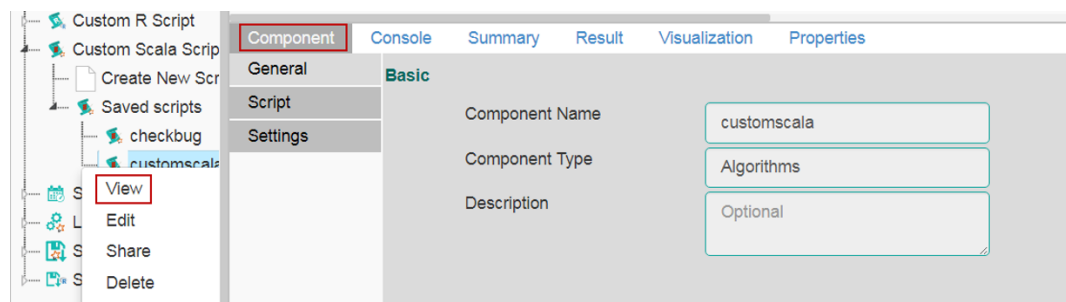 Custom R Script
Custom Scala Scrip
Create New Scr
Saved scripts
checkbug
customscala
S
L
S
S
View
Edit
Share
Delete
Component
Console
Summary
Result
Visualization
Properties
General
Script
Settings
Basic
Component Name
customscala
Component Type
Algorithms
Description
Optional